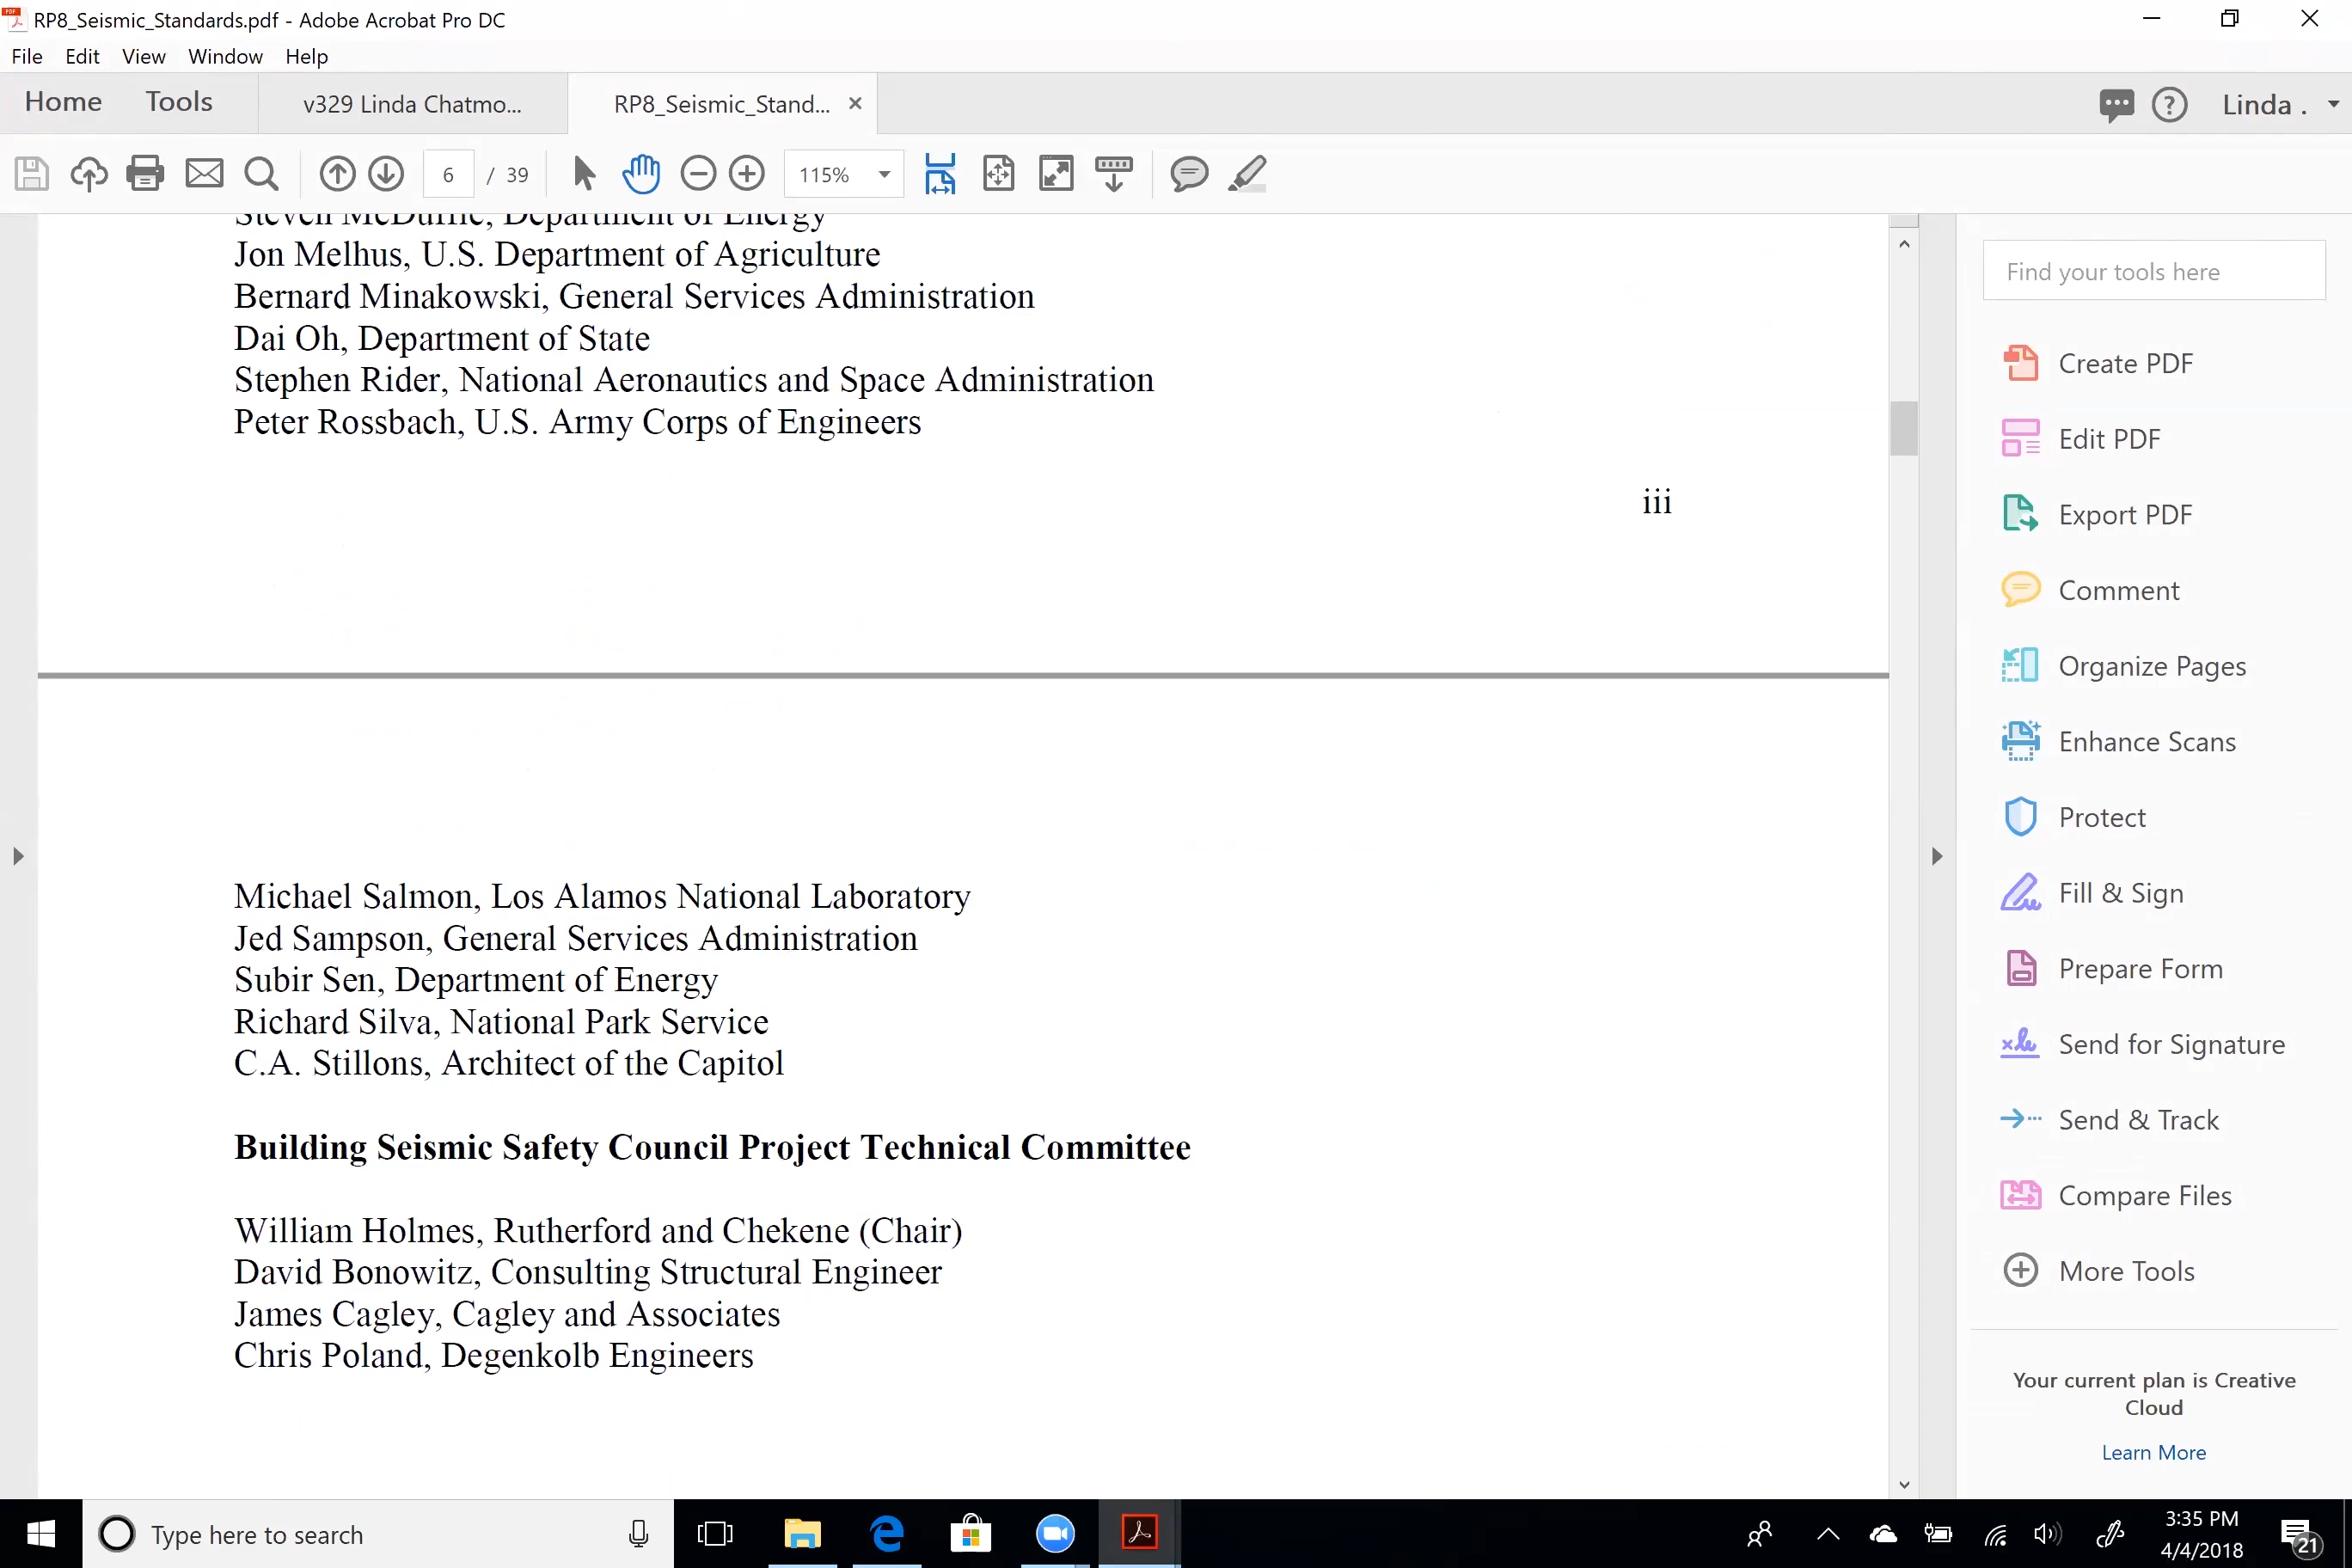 RP8_Seismic_Standards.pdf - Adobe Acrobat Pro DC
File Edit View Window Help
Home Tools v329 Linda Chatmo... RP8_Seismic_Stand... Linda .
6 / 39 115%
Steven McDuffie, Department of Energy
Jon Melhus, U.S. Department of Agriculture
Bernard Minakowski, General Services Administration
Dai Oh, Department of State
Stephen Rider, National Aeronautics and Space Administration
Peter Rossbach, U.S. Army Corps of Engineers
iii
Michael Salmon, Los Alamos National Laboratory
Jed Sampson, General Services Administration
Subir Sen, Department of Energy
Richard Silva, National Park Service
C.A. Stillons, Architect of the Capitol
Building Seismic Safety Council Project Technical Committee
William Holmes, Rutherford and Chekene (Chair)
David Bonowitz, Consulting Structural Engineer
James Cagley, Cagley and Associates
Chris Poland, Degenkolb Engineers
Find your tools here
Create PDF
Edit PDF
Export PDF
Comment
Organize Pages
Enhance Scans
Protect
Fill & Sign
Prepare Form
Send for Signature
Send & Track
Compare Files
More Tools
Your current plan is Creative
Cloud
Learn More
Type here to search
3:35 PM
4/4/2018
21